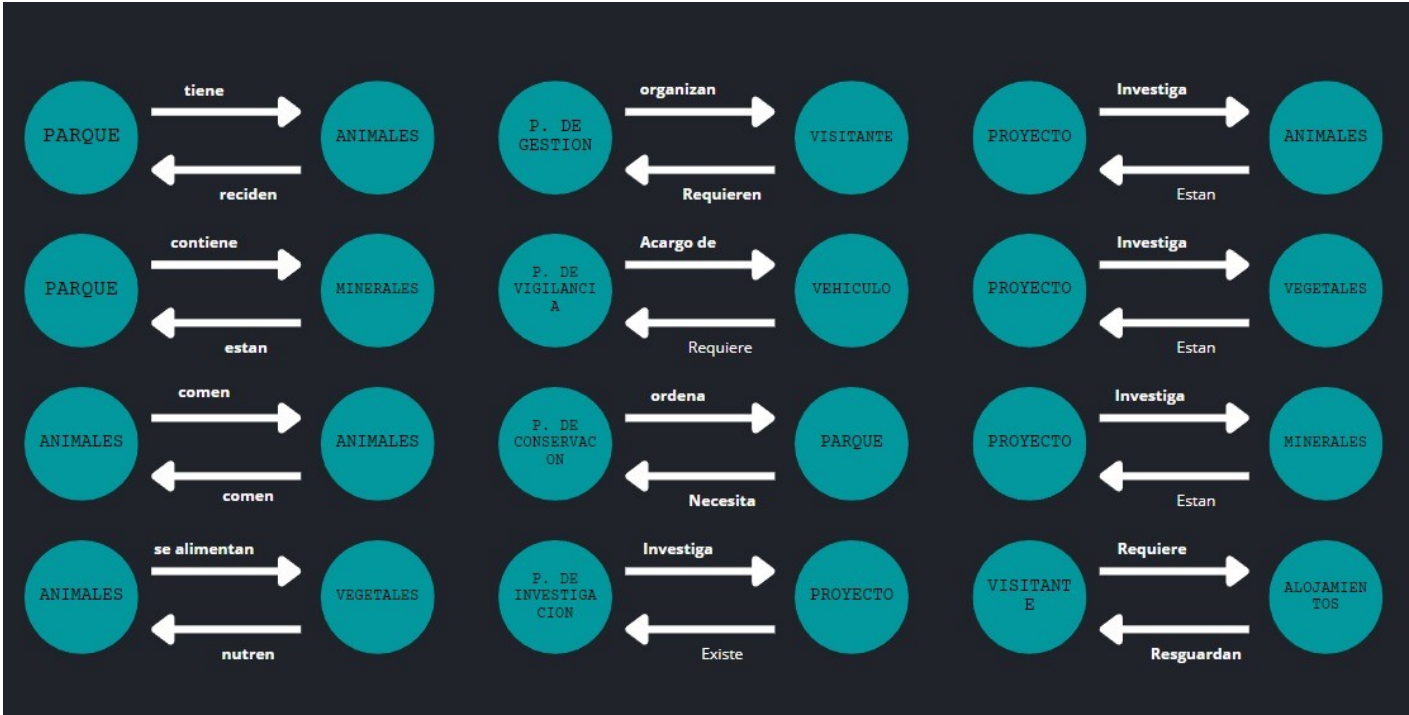 tiene
PARQUE
ANIMALES
reciden
organizan
P. DE
GESTION
VISITANTE
Requieren
Investiga
PROYECTO
ANIMALES
Estan
contiene
PARQUE
MINERALES
estan
Acargo de
P. DE
VIGILANCI
A
VEHICULO
Requiere
Investiga
PROYECTO
VEGETALES
Estan
comen
ANIMALES
ANIMALES
comen
ordena
P. DE
CONSERVAC
ON
PARQUE
Necesita
Investiga
PROYECTO
MINERALES
Estan
se alimentan
ANIMALES
VEGETALES
nutren
Investiga
P. DE
INVESTIGA
CION
PROYECTO
Existe
Requiere
VISITANT
E
ALOJAMIEN
TOS
Resguardan